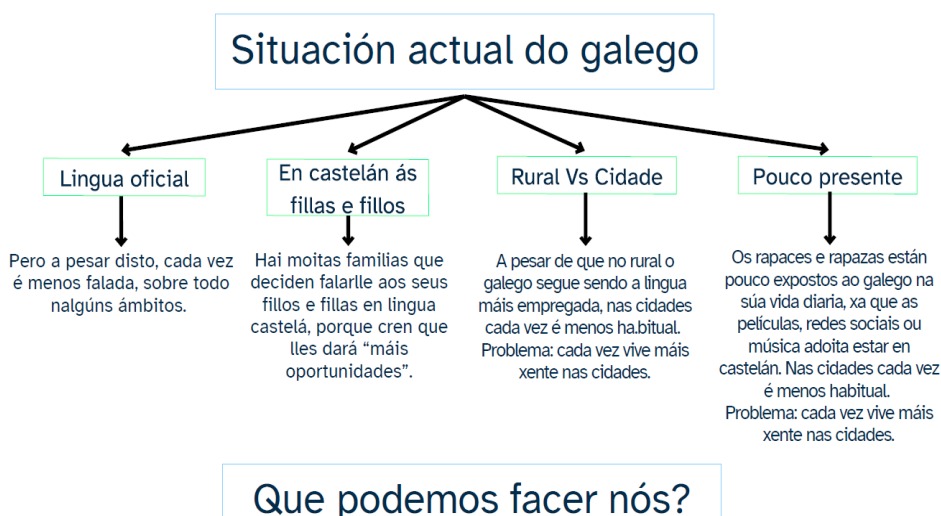 Situación actual do galego
Lingua oficial
Pero a pesar disto, cada vez
é menos falada, sobre todo
nalgúns ámbitos.
En castelán ás
fillas e fillos
Hai moitas familias que
deciden falarlle aos seus
fillos e fillas en lingua
castelá, porque cren que
lles dará “máis
oportunidades”.
Rural Vs Cidade
A pesar de que no rural o
galego segue sendo a lingua
máis empregada, nas cidades
cada vez é menos ha.bitual.
Problema: cada vez vive máis
xente nas cidades.
Pouco presente
Os rapaces e rapazas están
pouco expostos ao galego na
súa vida diaria, xa que as
películas, redes sociais ou
música adoita estar en
castelán. Nas cidades cada vez
é menos habitual.
Problema: cada vez vive máis
xente nas cidades.
Que podemos facer nós?